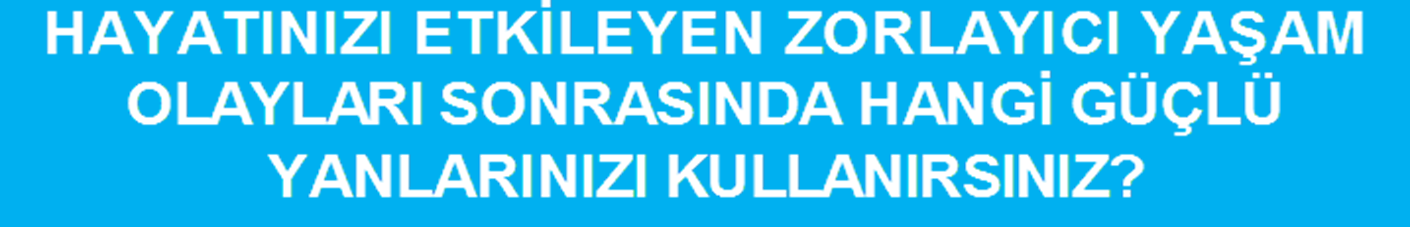 HAYATINIZI ETKİLEYEN ZORLAYICI YAŞAM
OLAYLARI SONRASINDA HANGİ GÜÇLÜ
YANLARINIZI KULLANIRSINIZ?